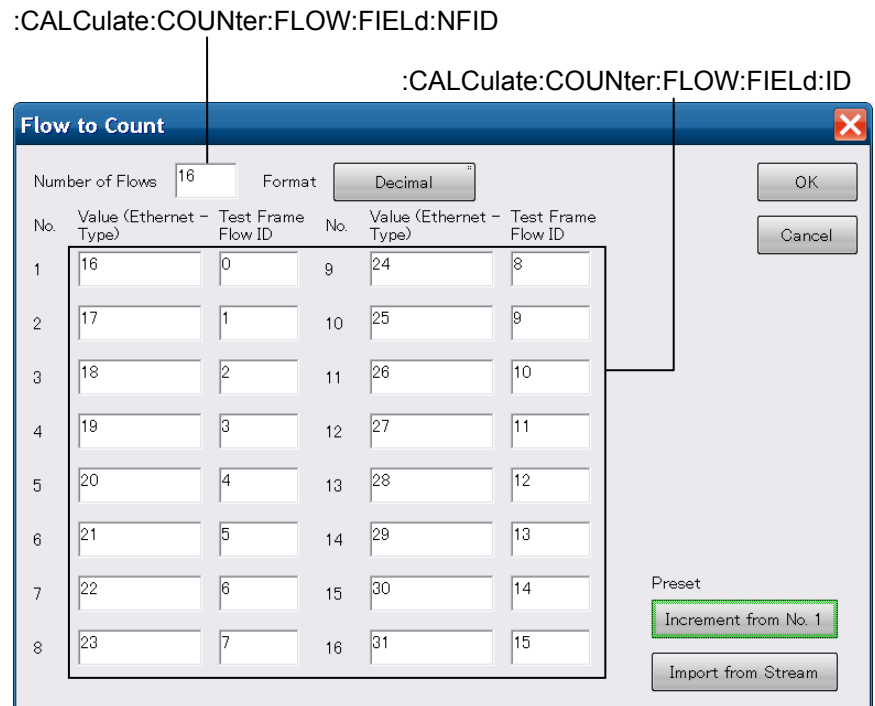 :CALCulate:COUNter:FLOW:FIELd:NFID
:CALCulate:COUNter:FLOW:FIELd:ID
Flow to Count
Number of Flows 16 Format Decimal OK
No. Value (Ethernet - Type) Test Frame Flow ID No. Value (Ethernet - Type) Test Frame Flow ID
Cancel
1 16 0 9 24 8
2 17 1 10 25 9
3 18 2 11 26 10
4 19 3 12 27 11
5 20 4 13 28 12
6 21 5 14 29 13
7 22 6 15 30 14
8 23 7 16 31 15
Preset
Increment from No. 1
Import from Stream